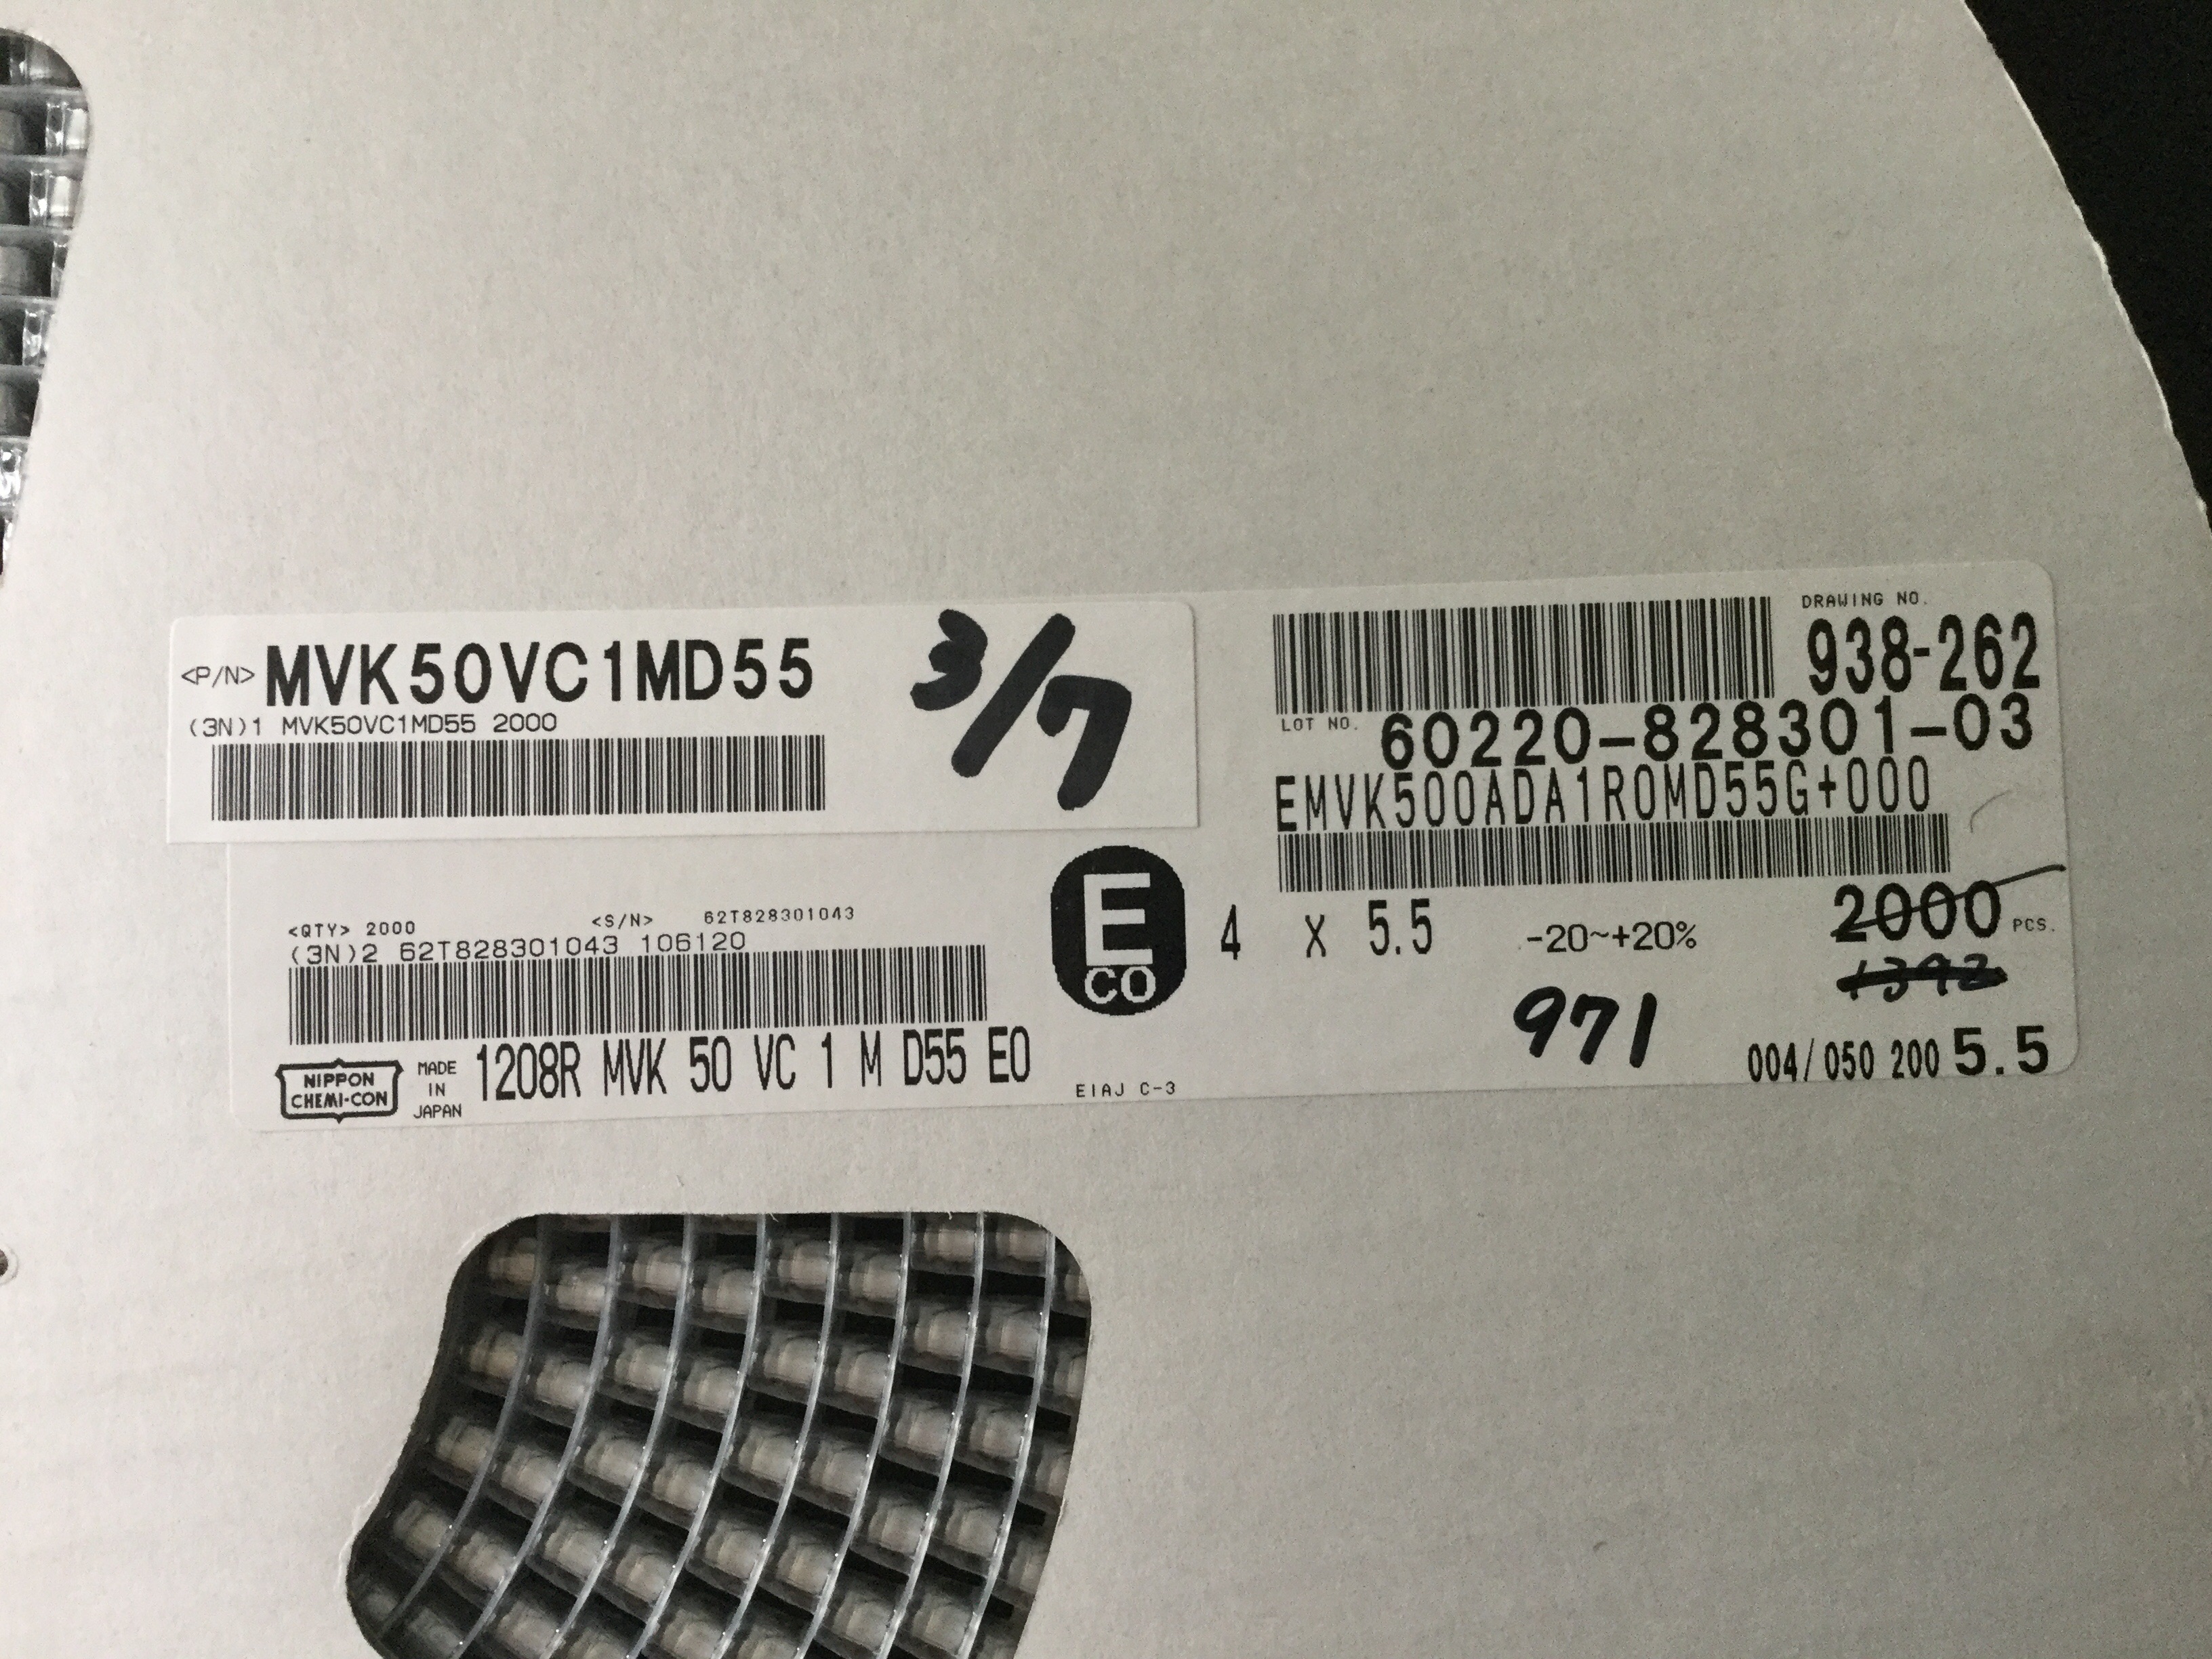 <P/N> MVK50VC1MD55
(3N)1 MVK50VC1MD55 2000
3/7
DRAWING NO.
938-262
LOT NO. 60220-828301-03
EMVK500ADA1R0MD55G+000
<QTY> 2000 <S/N> 62T828301043
(3N)2 62T828301043 106120
E
CO
4 X 5.5 -20~+20% 2000 PCS.
1392
971
NIPPON
CHEMI-CON
MADE
IN
JAPAN
1208R MVK 50 VC 1 M D55 E0
EIAJ C-3
004/050 200 5.5